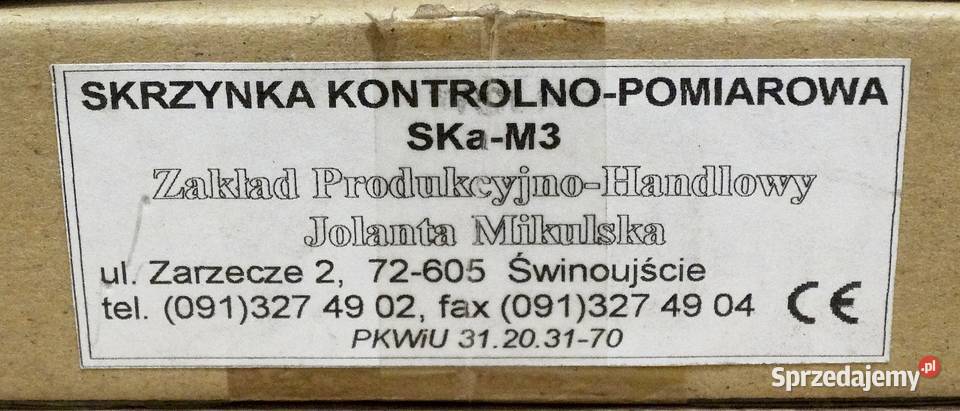 SKRZYNKA KONTROLNO-POMIAROWA
SKa-M3
Zakład Produkcyjno-Handlowy
Jolanta Mikulska
ul. Zarzecze 2, 72-605 Świnoujście
tel. (091)327 49 02, fax (091)327 49 04
CE
PKWiU 31.20.31-70
Sprzedajemy.pl